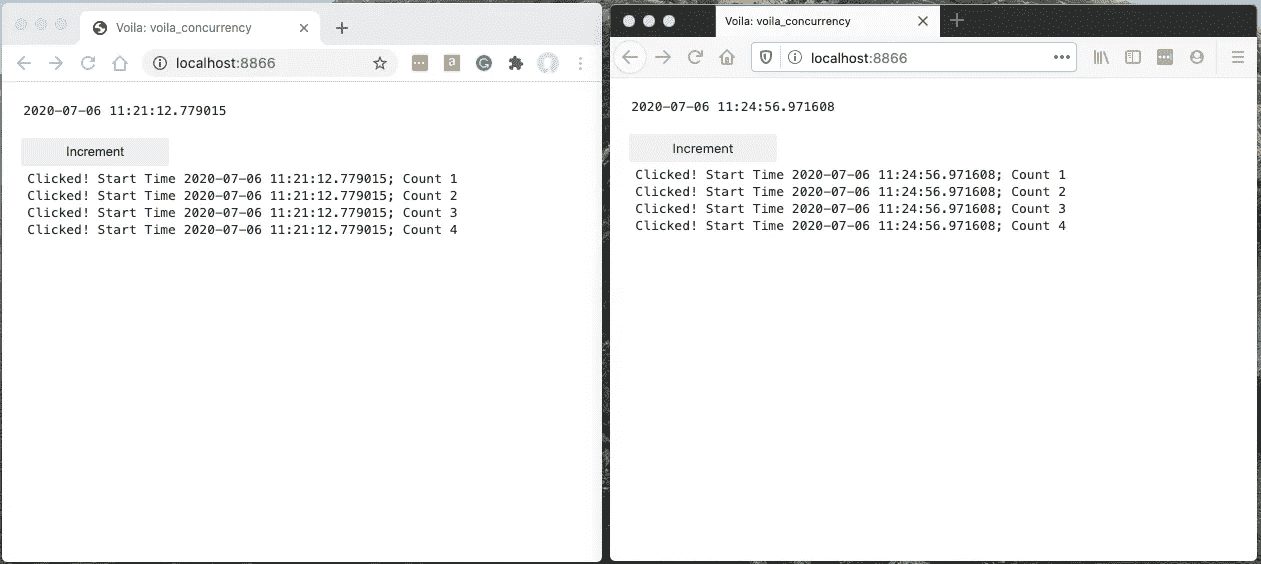 Voila: voila_concurrency
localhost:8866
2020-07-06 11:21:12.779015
Increment
Clicked! Start Time 2020-07-06 11:21:12.779015; Count 1
Clicked! Start Time 2020-07-06 11:21:12.779015; Count 2
Clicked! Start Time 2020-07-06 11:21:12.779015; Count 3
Clicked! Start Time 2020-07-06 11:21:12.779015; Count 4
Voila: voila_concurrency
localhost:8866
2020-07-06 11:24:56.971608
Increment
Clicked! Start Time 2020-07-06 11:24:56.971608; Count 1
Clicked! Start Time 2020-07-06 11:24:56.971608; Count 2
Clicked! Start Time 2020-07-06 11:24:56.971608; Count 3
Clicked! Start Time 2020-07-06 11:24:56.971608; Count 4